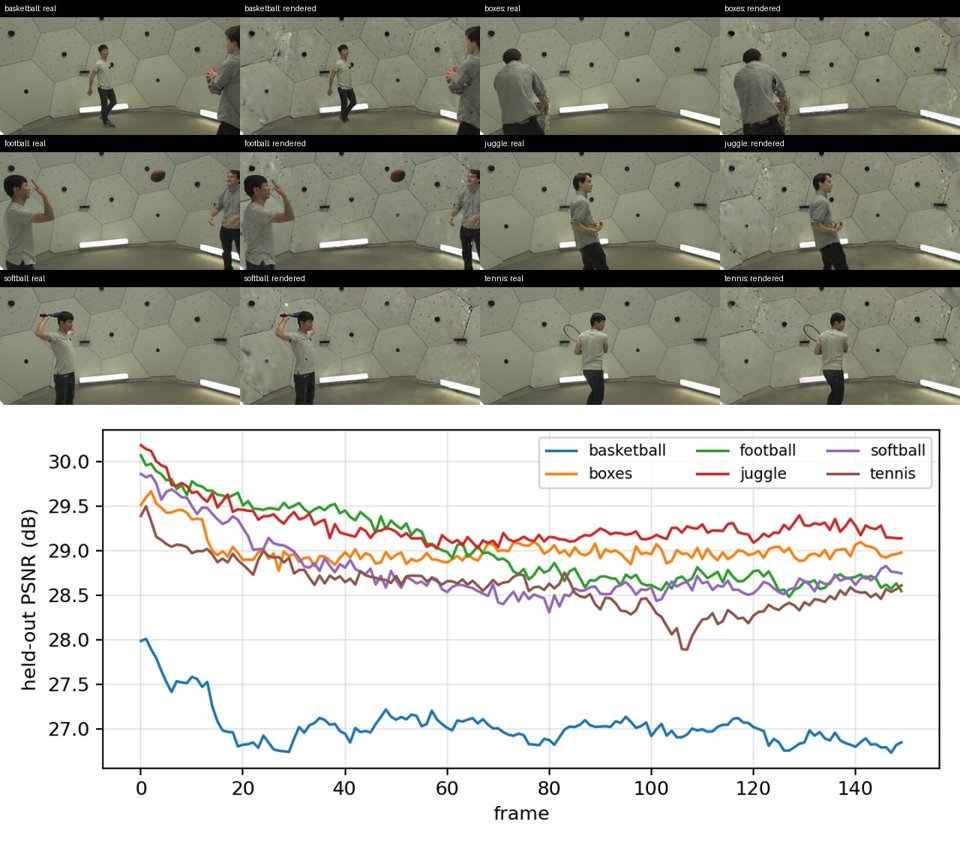 basketball: real basketball: rendered boxes: real boxes: rendered
football: real football: rendered juggle: real juggle: rendered
softball: real softball: rendered tennis: real tennis: rendered
held-out PSNR (dB)
30.0
29.5
29.0
28.5
28.0
27.5
27.0
basketball football softball
boxes juggle tennis
0 20 40 60 80 100 120 140
frame